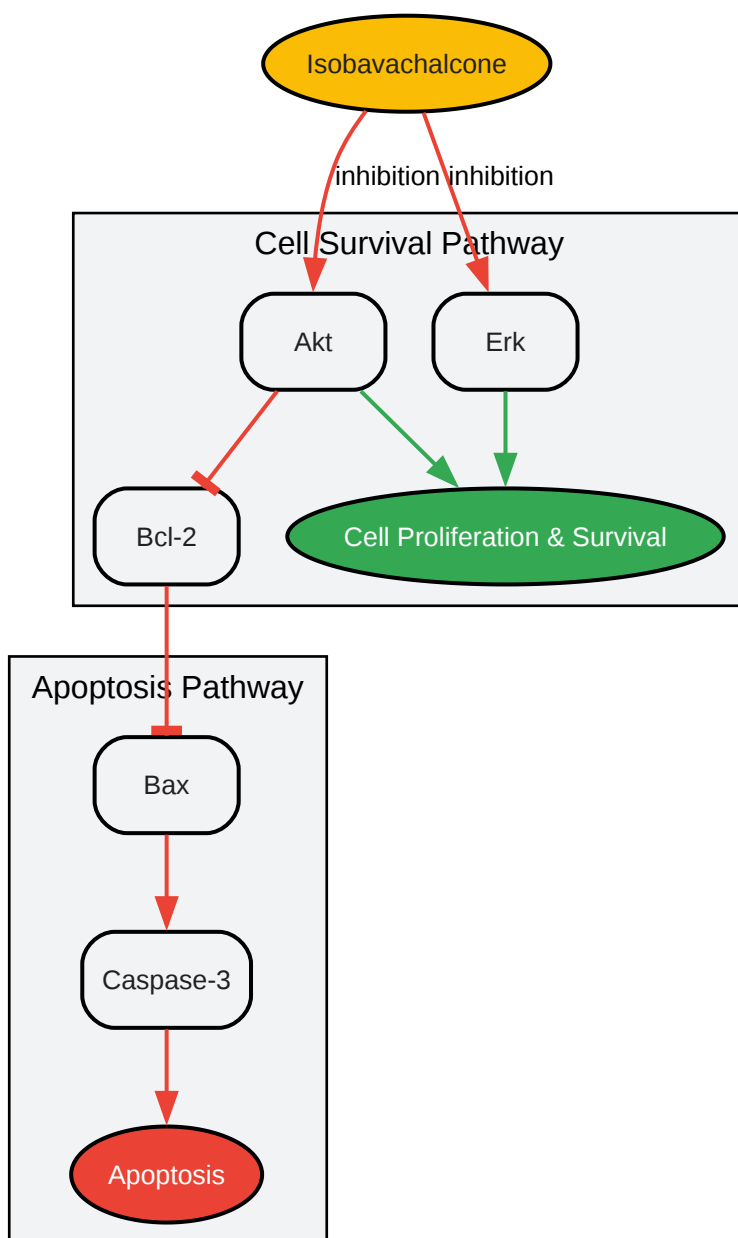 Isobavachalcone
inhibition inhibition
Cell Survival Pathway
Akt
Erk
Bcl-2
Cell Proliferation & Survival
Apoptosis Pathway
Bax
Caspase-3
Apoptosis